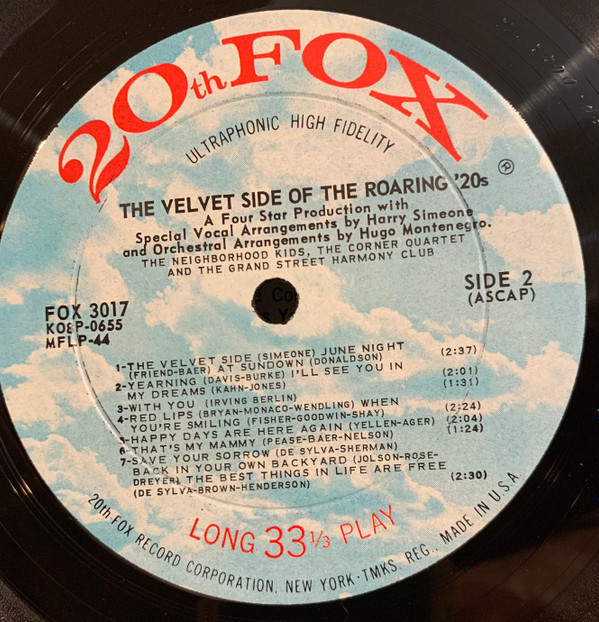 20th FOX
ULTRAPHONIC HIGH FIDELITY
®
THE VELVET SIDE OF THE ROARING '20s
A Four Star Production with
Special Vocal Arrangements by Harry Simeone
and Orchestral Arrangements by Hugo Montenegro.
THE NEIGHBORHOOD KIDS, THE CORNER QUARTET
AND THE GRAND STREET HARMONY CLUB
FOX 3017
KO8P-0655
MFLP-44
SIDE 2
(ASCAP)
1-THE VELVET SIDE (SIMEONE) JUNE NIGHT
(FRIEND-BAER) AT SUNDOWN (DONALDSON) (2:37)
2-YEARNING (DAVIS-BURKE) I'LL SEE YOU IN
MY DREAMS (KAHN-JONES) (2:01)
3-WITH YOU (IRVING BERLIN) (1:31)
4-RED LIPS (BRYAN-MONACO-WENDLING) WHEN
YOU'RE SMILING (FISHER-GOODWIN-SHAY) (2:24)
5-HAPPY DAYS ARE HERE AGAIN (YELLEN-AGER) (2:04)
6-THAT'S MY MAMMY (PEASE-BAER-NELSON) (1:24)
7-SAVE YOUR SORROW (DE SYLVA-SHERMAN)
BACK IN YOUR OWN BACKYARD (JOLSON-ROSE-
DREYER) THE BEST THINGS IN LIFE ARE FREE
(DE SYLVA-BROWN-HENDERSON) (2:30)
LONG 33 1/3 PLAY
20th FOX RECORD CORPORATION, NEW YORK · TMKS. REG., MADE IN U.S.A.